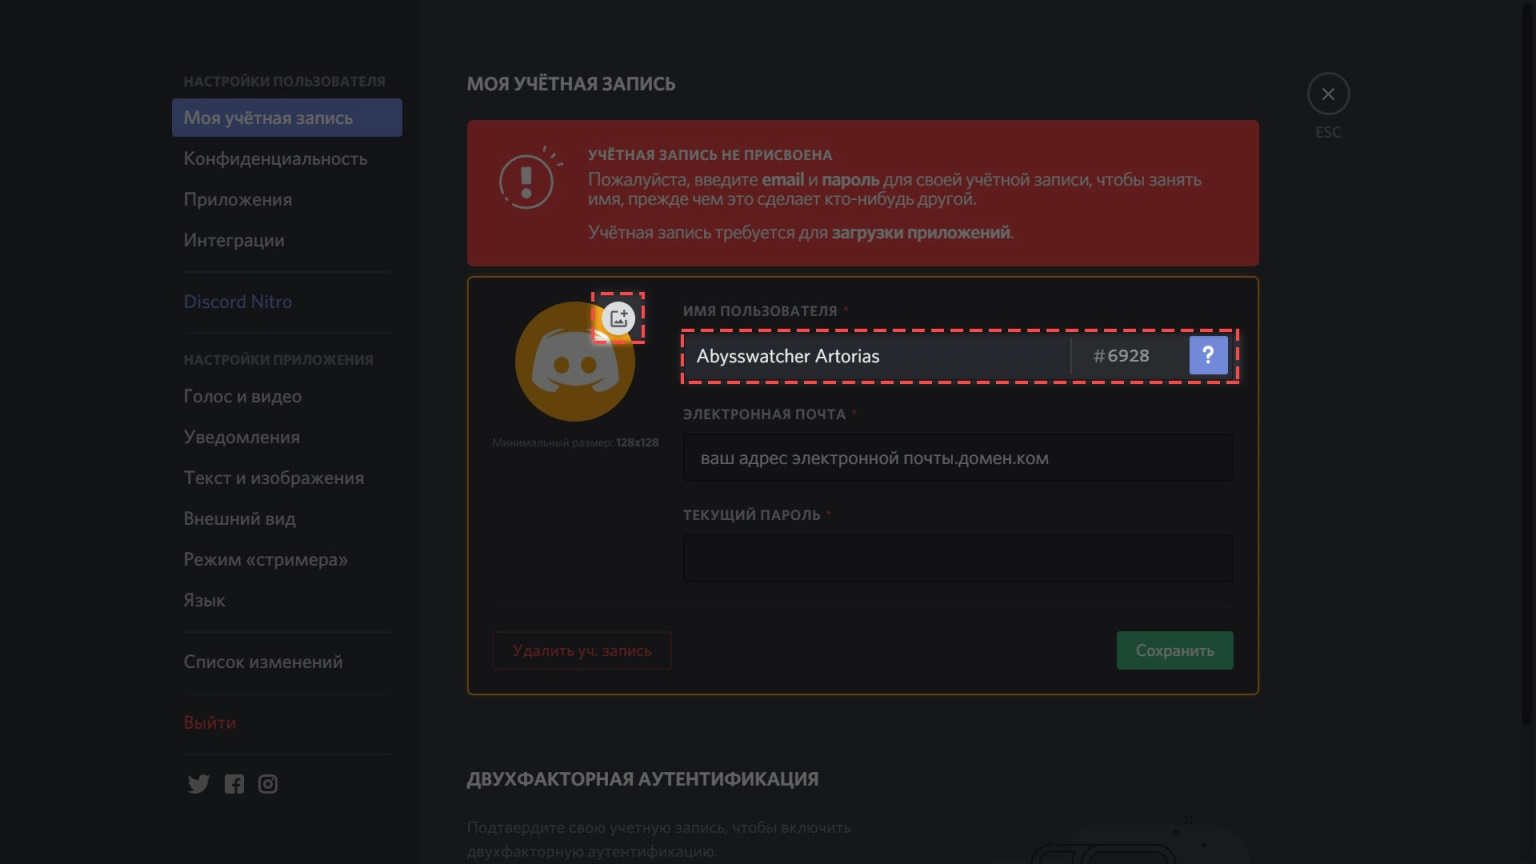 НАСТРОЙКИ ПОЛЬЗОВАТЕЛЯ
Моя учётная запись
Конфиденциальность
Приложения
Интеграции
Discord Nitro
НАСТРОЙКИ ПРИЛОЖЕНИЯ
Голос и видео
Уведомления
Текст и изображения
Внешний вид
Режим «стримера»
Язык
Список изменений
Выйти
МОЯ УЧЁТНАЯ ЗАПИСЬ
УЧЁТНАЯ ЗАПИСЬ НЕ ПРИСВОЕНА
Пожалуйста, введите email и пароль для своей учётной записи, чтобы занять
имя, прежде чем это сделает кто-нибудь другой.
Учётная запись требуется для загрузки приложений.
Минимальный размер: 128x128
ИМЯ ПОЛЬЗОВАТЕЛЯ *
Abysswatcher Artorias #6928 ?
ЭЛЕКТРОННАЯ ПОЧТА *
ваш адрес электронной почты.домен.ком
ТЕКУЩИЙ ПАРОЛЬ *
Удалить уч. запись
Сохранить
ДВУХФАКТОРНАЯ АУТЕНТИФИКАЦИЯ
Подтвердите свою учетную запись, чтобы включить
двухфакторную аутентификацию.
ESC